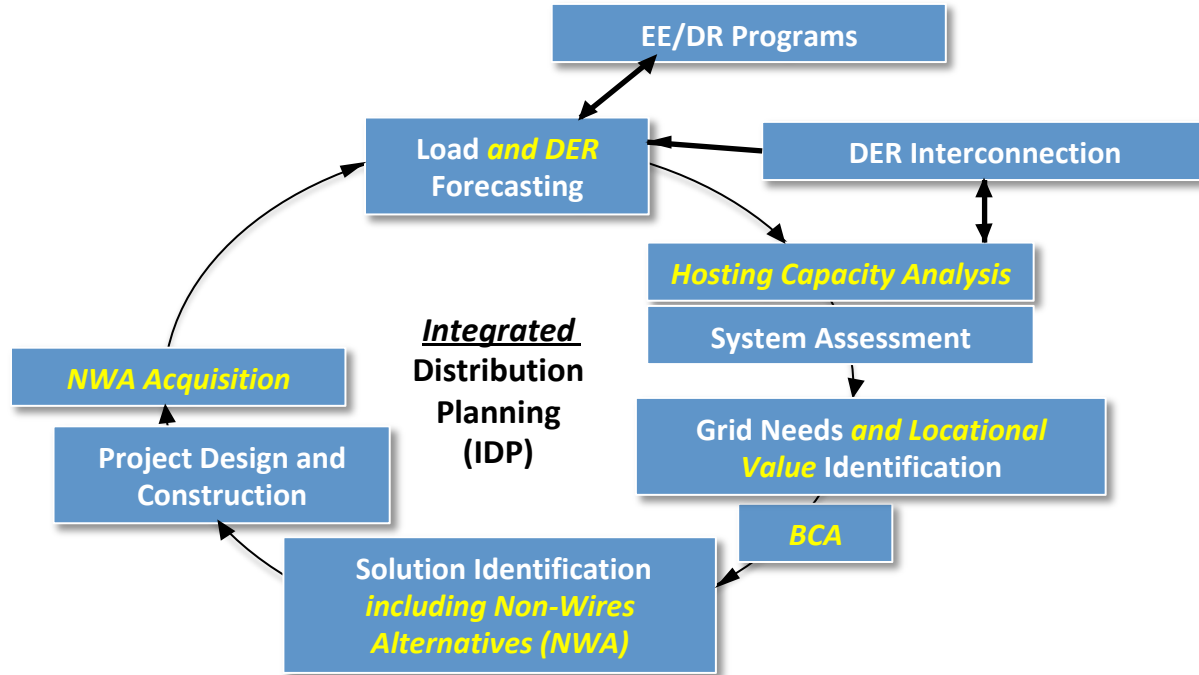 EE/DR Programs
Load and DER
Forecasting
DER Interconnection
Hosting Capacity Analysis
System Assessment
Integrated
Distribution
Planning
(IDP)
NWA Acquisition
Grid Needs and Locational
Value Identification
Project Design and
Construction
BCA
Solution Identification
including Non-Wires
Alternatives (NWA)